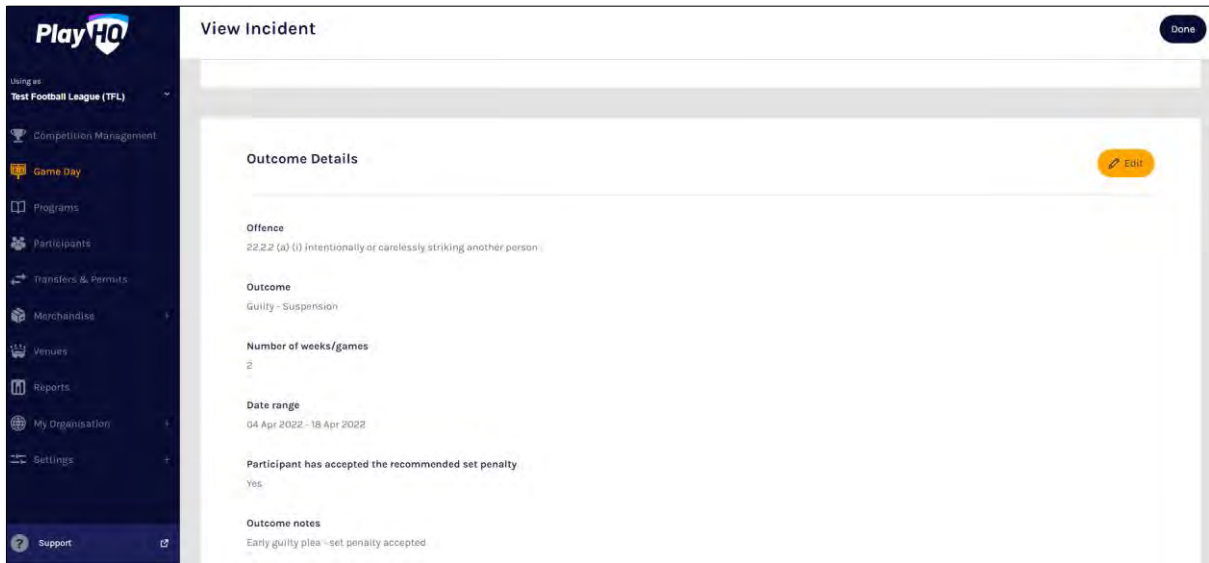 PlayHQ
View Incident
Done
Using as
Test Football League (TFL)
Competition Management
Game Day
Programs
Participants
Transfers & Permits
Merchandise +
Venues
Reports
My Organisation +
Settings +
Support
Outcome Details
Edit
Offence
22.2.2 (a) (i) intentionally or carelessly striking another person
Outcome
Guilty - Suspension
Number of weeks/games
2
Date range
04 Apr 2022 - 18 Apr 2022
Participant has accepted the recommended set penalty
Yes
Outcome notes
Early guilty plea - set penalty accepted